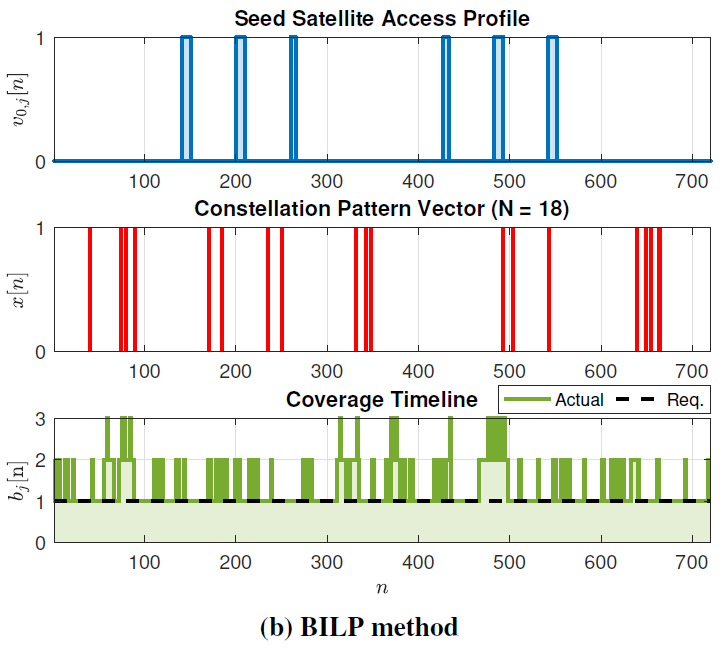 Seed Satellite Access Profile
1
0
v₀,ⱼ[n]
100 200 300 400 500 600 700
Constellation Pattern Vector (N = 18)
1
0
x[n]
100 200 300 400 500 600 700
Coverage Timeline
Actual Req.
3
2
1
0
bⱼ[n]
100 200 300 400 500 600 700
n
(b) BILP method